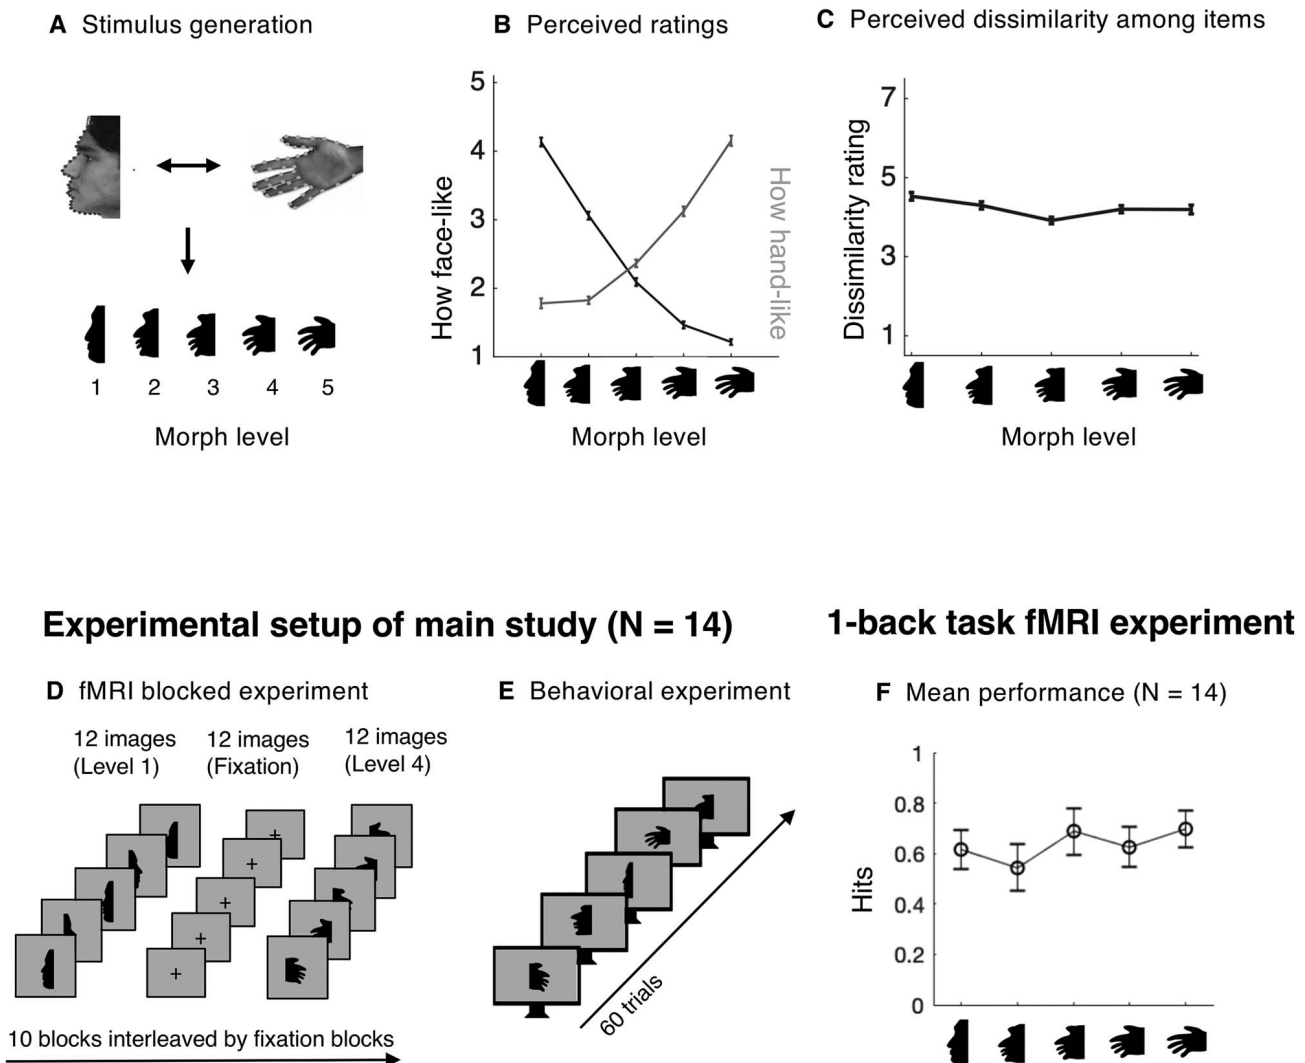 A Stimulus generation
1 2 3 4 5
Morph level
B Perceived ratings
How face-like
5
4
3
2
1
How hand-like
Morph level
C Perceived dissimilarity among items
Dissimilarity rating
7
5
3
1
Morph level
Experimental setup of main study (N = 14)
1-back task fMRI experiment
D fMRI blocked experiment
12 images
(Level 1)
12 images
(Fixation)
12 images
(Level 4)
10 blocks interleaved by fixation blocks
E Behavioral experiment
60 trials
F Mean performance (N = 14)
Hits
1
0.8
0.6
0.4
0.2
0